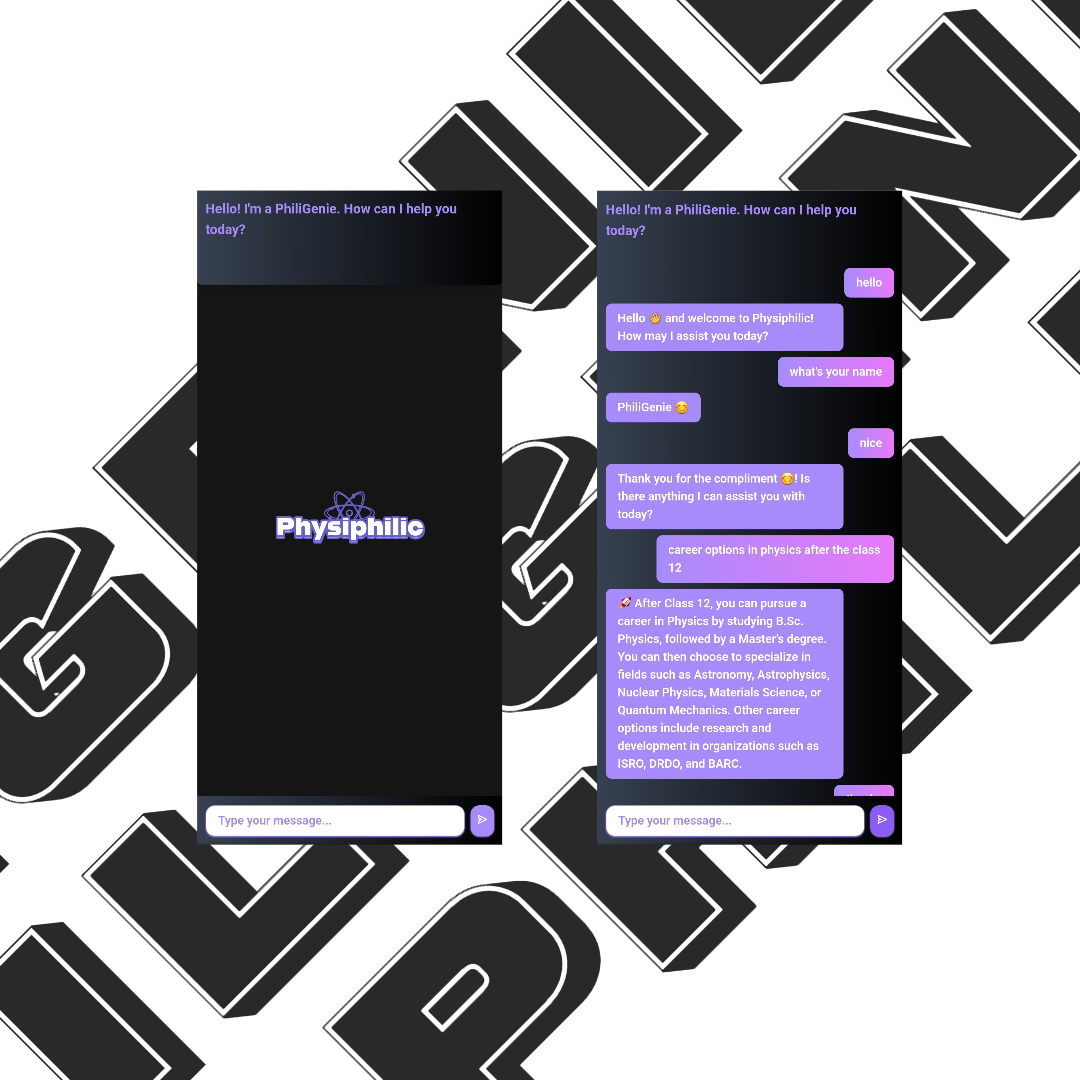 Hello! I'm a PhiliGenie. How can I help you
today?
Physiphilic
Type your message...
Hello! I'm a PhiliGenie. How can I help you
today?
hello
Hello 👋 and welcome to Physiphilic!
How may I assist you today?
what's your name
PhiliGenie 😊
nice
Thank you for the compliment 😊! Is
there anything I can assist you with
today?
career options in physics after the class
12
🚀 After Class 12, you can pursue a
career in Physics by studying B.Sc.
Physics, followed by a Master's degree.
You can then choose to specialize in
fields such as Astronomy, Astrophysics,
Nuclear Physics, Materials Science, or
Quantum Mechanics. Other career
options include research and
development in organizations such as
ISRO, DRDO, and BARC.
Type your message...